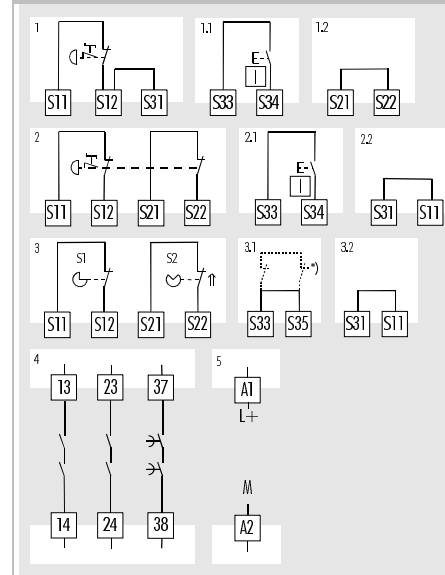 1
1.1
1.2
E
S11 S12 S31
S33 S34
S21 S22
2
2.1
2.2
E
S11 S12 S21 S22
S33 S34
S31 S11
3
3.1
3.2
S1
S2
*)
S11 S12 S21 S22
S33 S35
S31 S11
4
5
13 23 37
A1
L+
M
14 24 38
A2